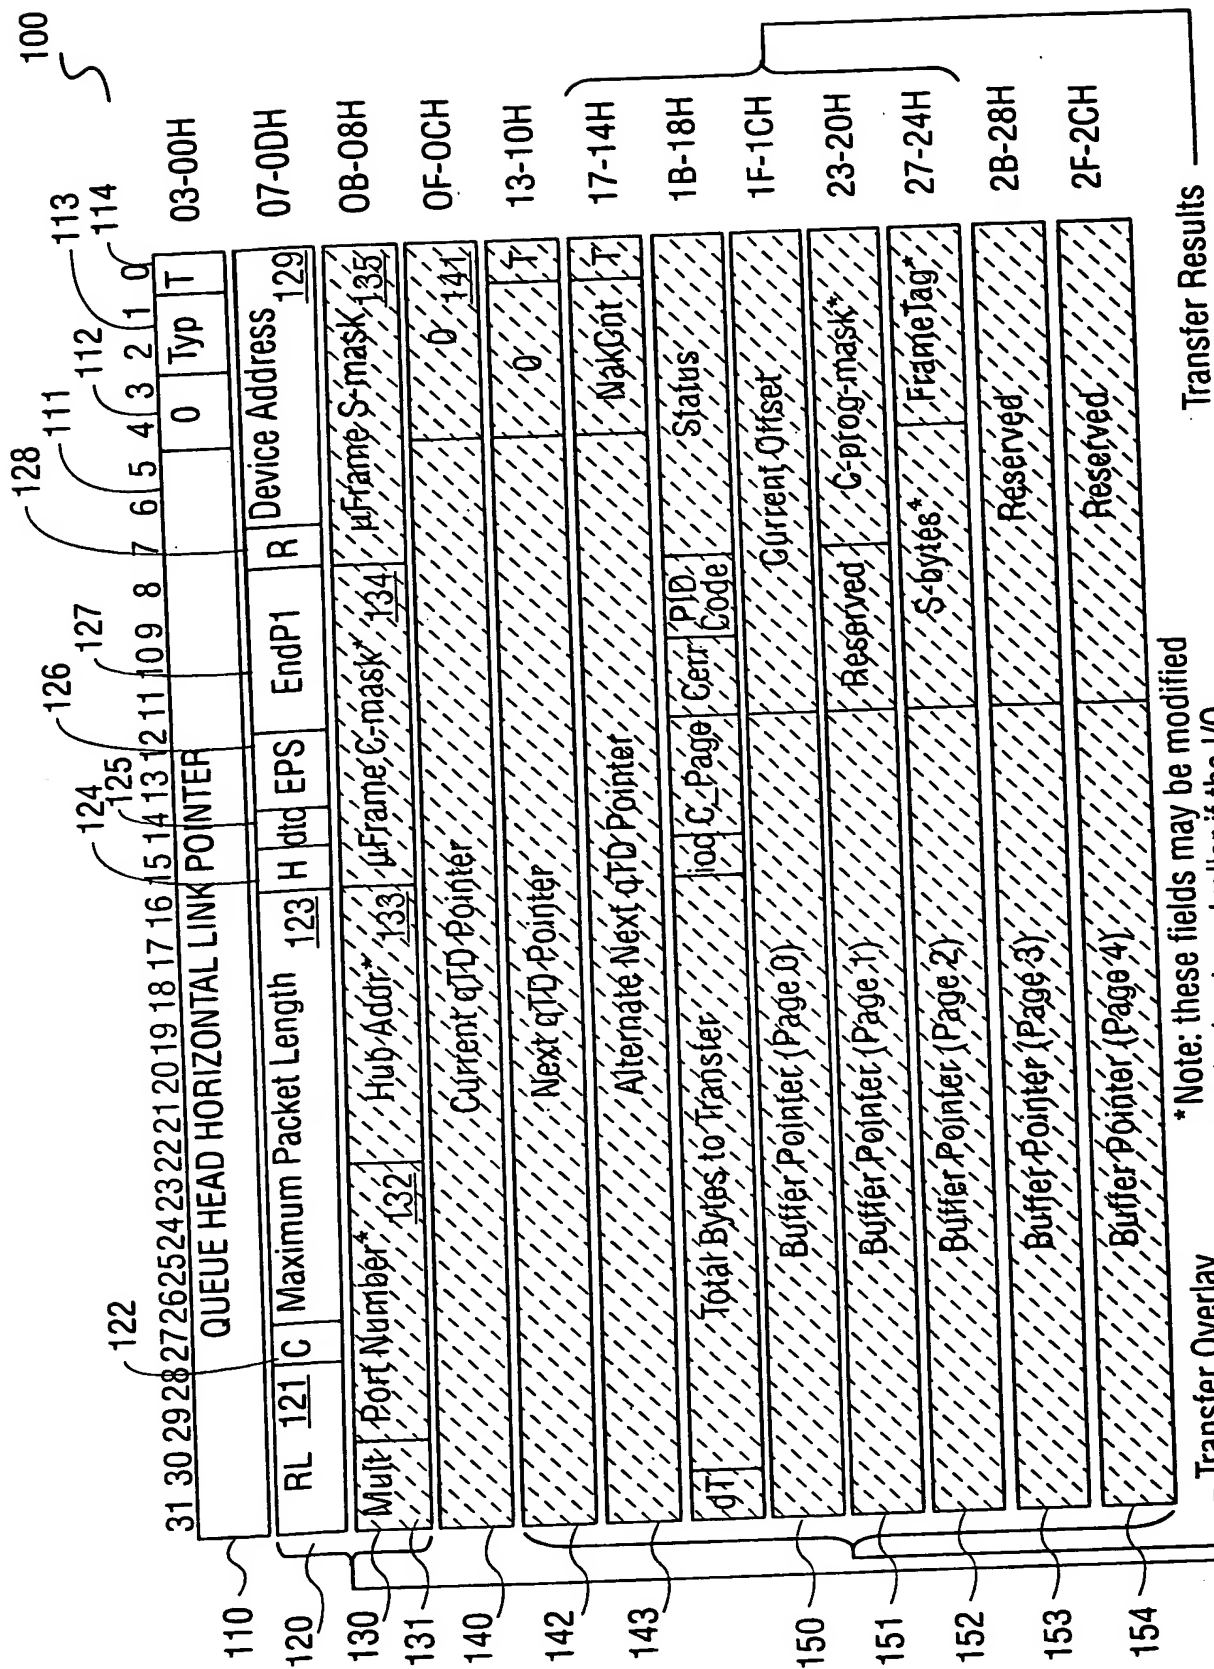 100
122
124
125
126
127
128
111
112
113
114
31 30 29 28 27 26 25 24 23 22 21 20 19 18 17 16 15 14 13 12 11 10 9 8 7 6 5 4 3 2 1 0
110
QUEUE HEAD HORIZONTAL LINK POINTER
0
Typ
T
03-00H
120
RL 121
C
Maximum Packet Length 123
H
dtc
EPS
EndP1
R
Device Address 129
07-0DH
130
131
Mult
Port Number* 132
Hub Addr* 133
µFrame C-mask* 134
µFrame S-mask 135
0B-08H
140
Current qTD Pointer
0 141
0F-0CH
142
Next qTD Pointer
0
T
13-10H
143
Alternate Next qTD Pointer
NakCnt
T
17-14H
dT
Total Bytes to Transfer
ioc
C_Page
Cerr
PID Code
Status
1B-18H
150
Buffer Pointer (Page 0)
Current Offset
1F-1CH
151
Buffer Pointer (Page 1)
Reserved
C-prog-mask*
23-20H
152
Buffer Pointer (Page 2)
S-bytes*
FrameTag*
27-24H
153
Buffer Pointer (Page 3)
Reserved
2B-28H
154
Buffer Pointer (Page 4)
Reserved
2F-2CH
Transfer Overlay
*Note: these fields may be modified
if the I/O
Transfer Results